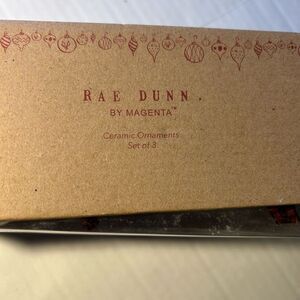 RAE DUNN.
BY MAGENTA™
Ceramic Ornaments
Set of 3